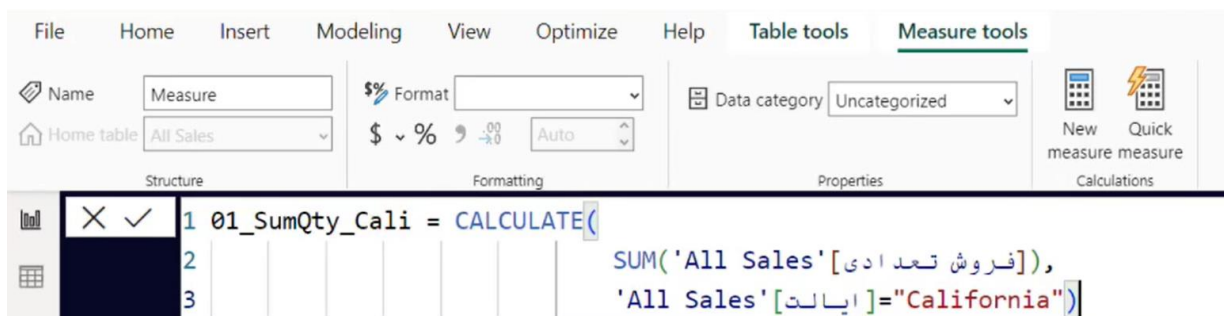 File Home Insert Modeling View Optimize Help Table tools Measure tools
Name Measure $% Format Data category Uncategorized
Home table All Sales $ % 9 .00 Auto New measure Quick measure
Structure Formatting Properties Calculations
1 01_SumQty_Cali = CALCULATE(
2 SUM('All Sales'[فروش تعدادی]),
3 'All Sales'[ایالت]="California")